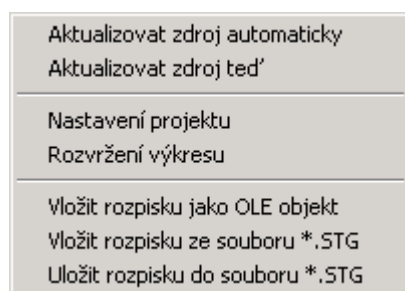 Aktualizovat zdroj automaticky
Aktualizovat zdroj teď
Nastavení projektu
Rozvržení výkresu
Vložit rozpisku jako OLE objekt
Vložit rozpisku ze souboru *.STG
Uložit rozpisku do souboru *.STG